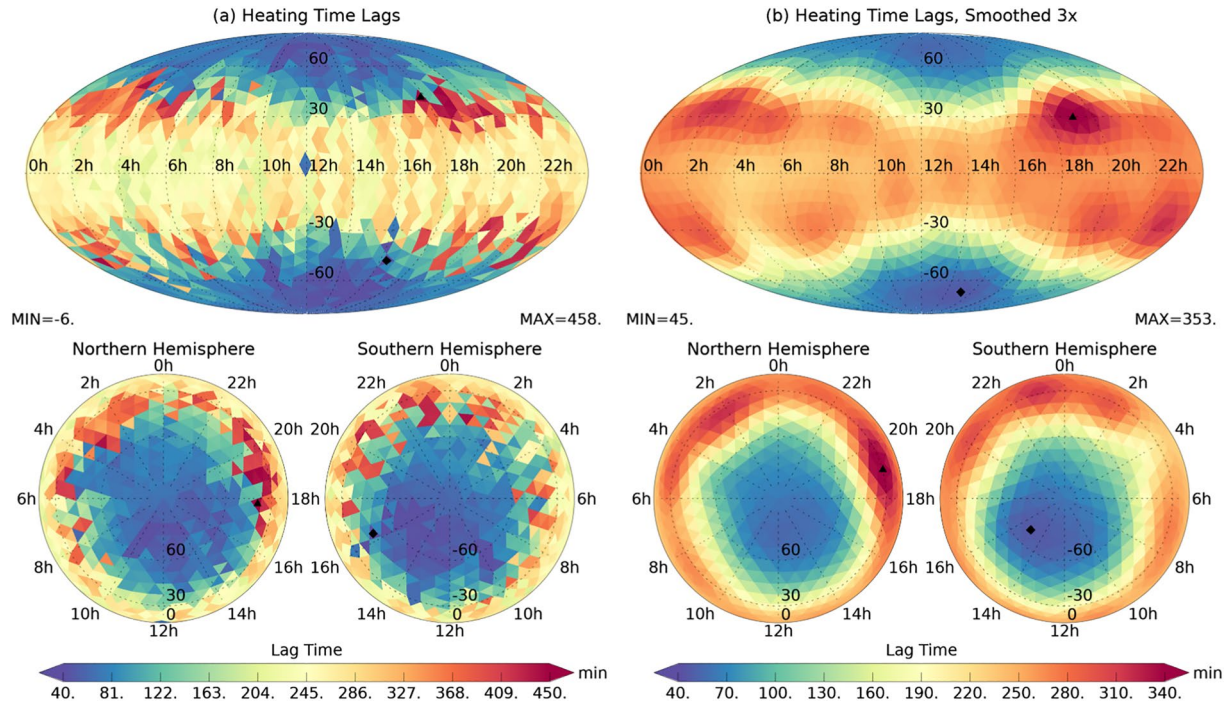 (a) Heating Time Lags
60
30
0h 2h 4h 6h 8h 10h 12h 14h 16h 18h 20h 22h
-30
-60
MIN=-6. MAX=458.
Northern Hemisphere
0h
2h 22h
4h 20h
6h 18h
60
8h 16h
30
10h 0 14h
12h
Southern Hemisphere
0h
22h 2h
20h 4h
18h 6h
-60
16h 8h
-30
14h 0 10h
12h
Lag Time
min
40. 81. 122. 163. 204. 245. 286. 327. 368. 409. 450.
(b) Heating Time Lags, Smoothed 3x
60
30
0h 2h 4h 6h 8h 10h 12h 14h 16h 18h 20h 22h
-30
-60
MIN=45. MAX=353.
Northern Hemisphere
0h
2h 22h
4h 20h
6h 18h
60
8h 16h
30
10h 0 14h
12h
Southern Hemisphere
0h
22h 2h
20h 4h
18h 6h
-60
16h 8h
-30
14h 0 10h
12h
Lag Time
min
40. 70. 100. 130. 160. 190. 220. 250. 280. 310. 340.